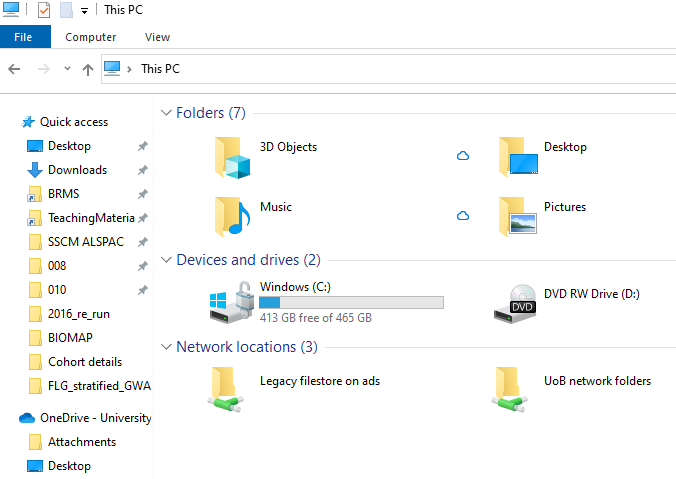 This PC
File Computer View
This PC
Quick access
Desktop
Downloads
BRMS
TeachingMateria
SSCM ALSPAC
008
010
2016_re_run
BIOMAP
Cohort details
FLG_stratified_GWA
OneDrive - University
Attachments
Desktop
Folders (7)
3D Objects
Desktop
Music
Pictures
Devices and drives (2)
Windows (C:)
413 GB free of 465 GB
DVD RW Drive (D:)
DVD
Network locations (3)
Legacy filestore on ads
UoB network folders